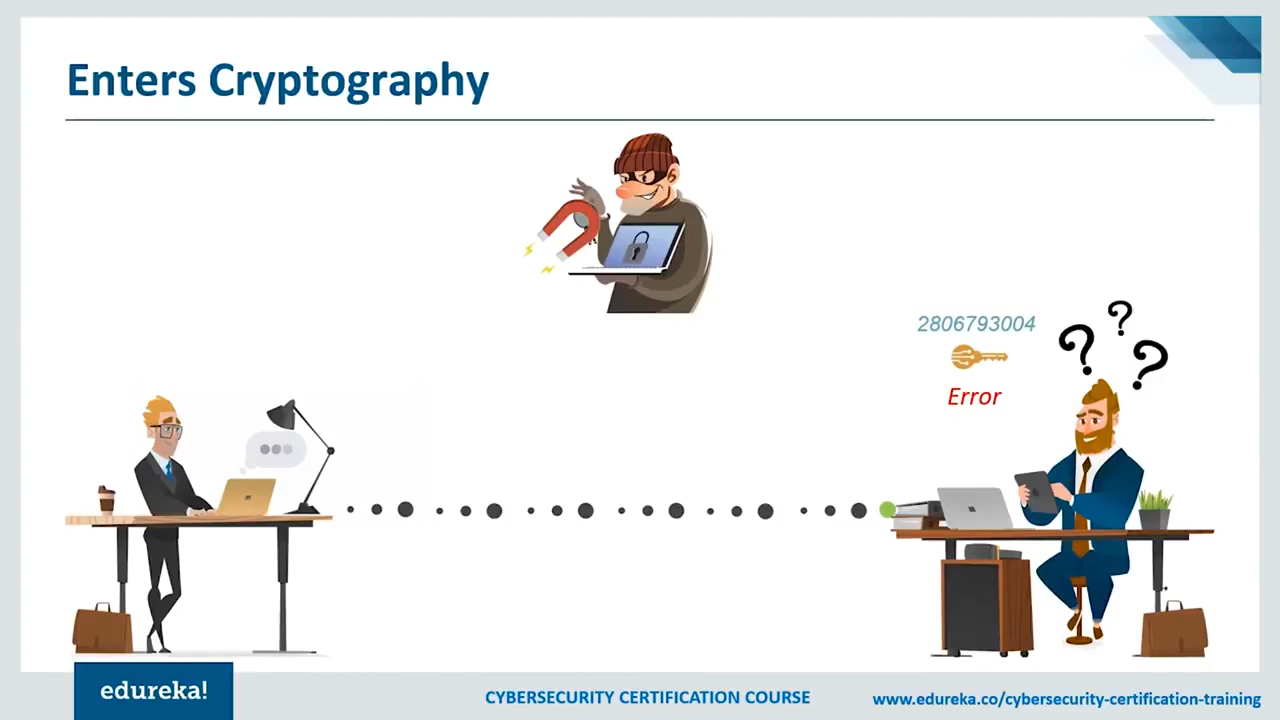 Enters Cryptography
2806793004
? ? ?
Error
edureka!
CYBERSECURITY CERTIFICATION COURSE
www.edureka.co/cybersecurity-certification-training